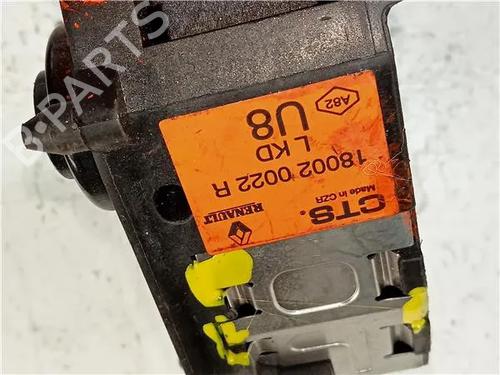 CTS.
Made in CZR
RENAULT
18002 0022 R
L KD
U8
A82
B-PARTS